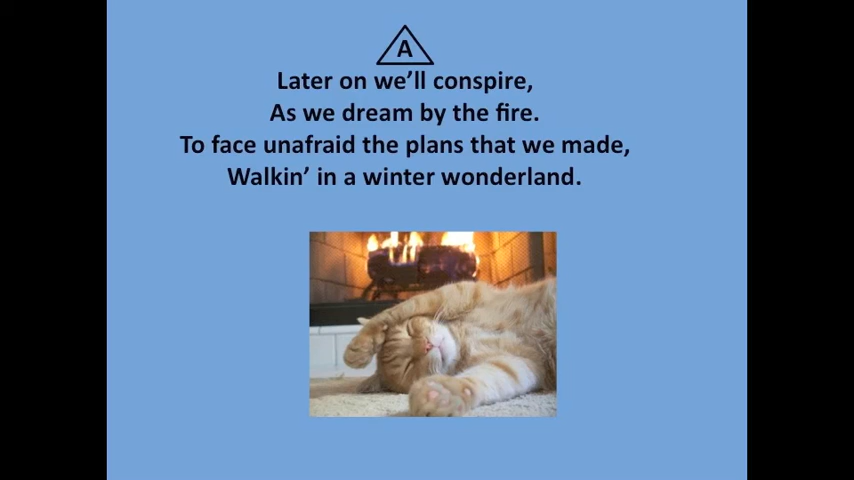 A
Later on we’ll conspire,
As we dream by the fire.
To face unafraid the plans that we made,
Walkin’ in a winter wonderland.